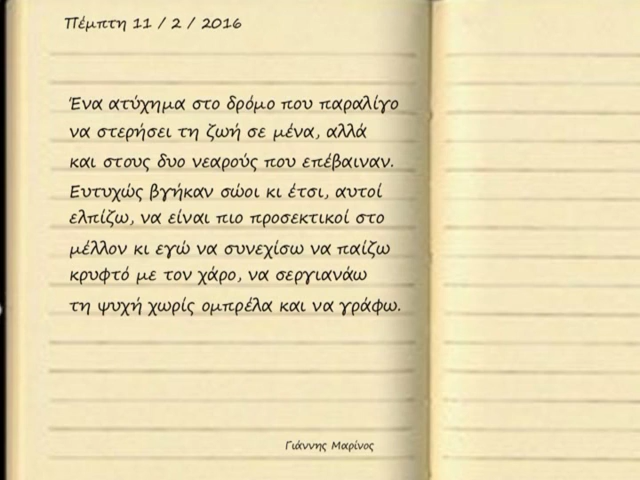 Πέμπτη 11 / 2 / 2016
Ένα ατύχημα στο δρόμο που παραλίγο
να στερήσει τη ζωή σε μένα, αλλά
και στους δυο νεαρούς που επέβαιναν.
Ευτυχώς βγήκαν σώοι κι έτσι, αυτοί
ελπίζω, να είναι πιο προσεκτικοί στο
μέλλον κι εγώ να συνεχίσω να παίζω
κρυφτό με τον χάρο, να σεργιανάω
τη ψυχή χωρίς ομπρέλα και να γράφω.
Γιάννης Μαρίνος